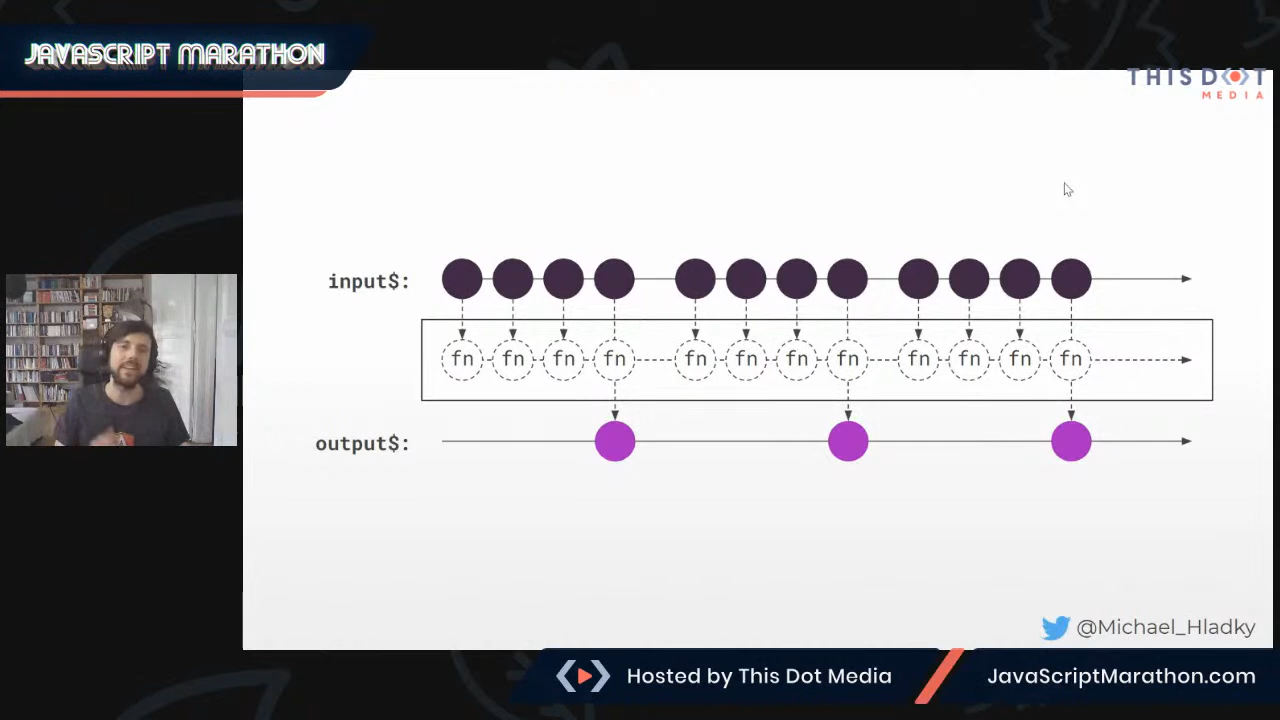 JAVASCRIPT MARATHON
THIS DOT
MEDIA
input$:
fn fn fn fn fn fn fn fn fn fn fn fn
output$:
@Michael_Hladky
Hosted by This Dot Media
JavaScriptMarathon.com